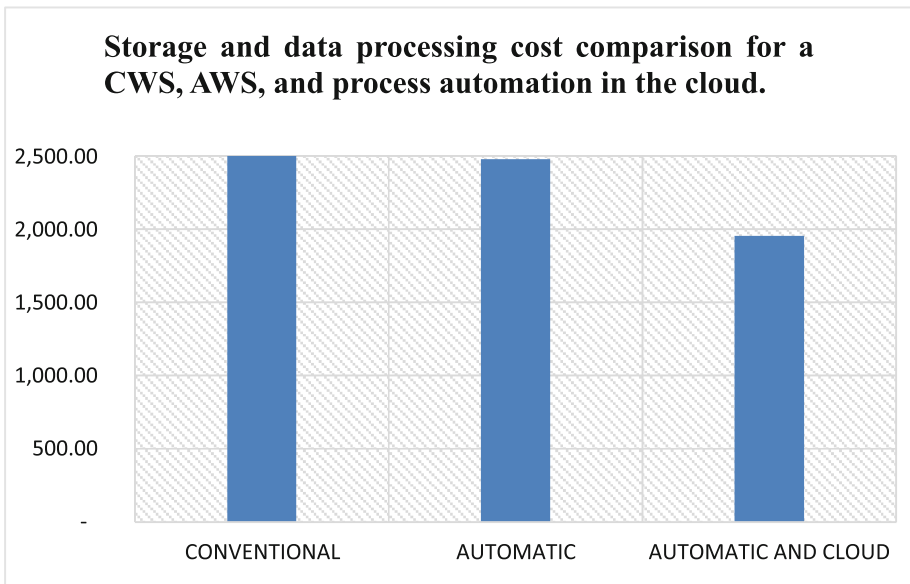 Storage and data processing cost comparison for a
CWS, AWS, and process automation in the cloud.
2,500.00
2,000.00
1,500.00
1,000.00
500.00
-
CONVENTIONAL AUTOMATIC AUTOMATIC AND CLOUD